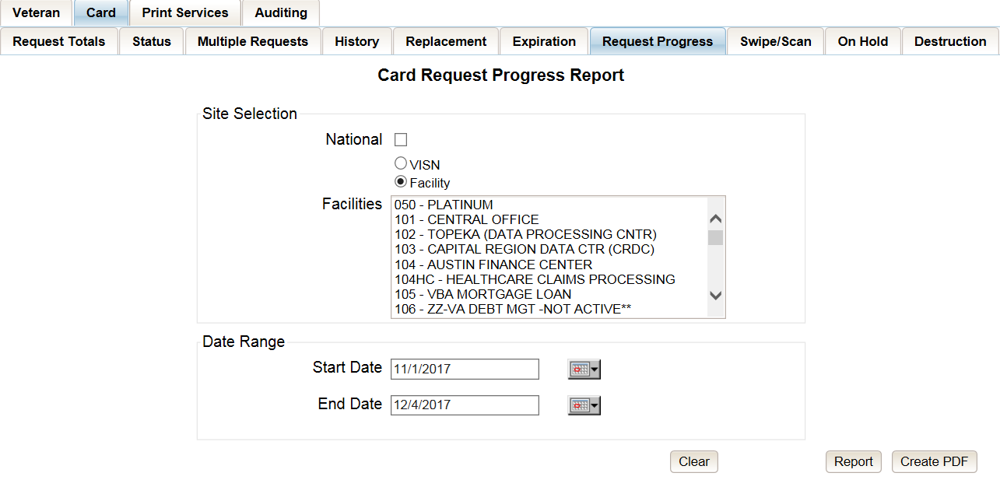 Veteran Card Print Services Auditing
Request Totals Status Multiple Requests History Replacement Expiration Request Progress Swipe/Scan On Hold Destruction
Card Request Progress Report
Site Selection
National
VISN
Facility
Facilities
050 - PLATINUM
101 - CENTRAL OFFICE
102 - TOPEKA (DATA PROCESSING CNTR)
103 - CAPITAL REGION DATA CTR (CRDC)
104 - AUSTIN FINANCE CENTER
104HC - HEALTHCARE CLAIMS PROCESSING
105 - VBA MORTGAGE LOAN
106 - ZZ-VA DEBT MGT -NOT ACTIVE**
Date Range
Start Date 11/1/2017
End Date 12/4/2017
Clear Report Create PDF